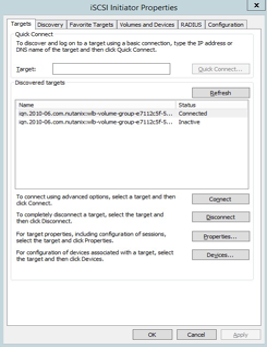 iSCSI Initiator Properties
Targets Discovery Favorite Targets Volumes and Devices RADIUS Configuration
Quick Connect
To discover and log on to a target using a basic connection, type the IP address or
DNS name of the target and then click Quick Connect.
Target:
Quick Connect...
Discovered targets
Refresh
Name Status
iqn.2010-06.com.nutanix:wlb-volume-group-e7112c5f-5... Connected
iqn.2010-06.com.nutanix:wlb-volume-group-e7112c5f-5... Inactive
To connect using advanced options, select a target and then
click Connect.
Connect
To completely disconnect a target, select the target and
then click Disconnect.
Disconnect
For target properties, including configuration of sessions,
select the target and click Properties.
Properties...
For configuration of devices associated with a target, select
the target and then click Devices.
Devices...
OK Cancel Apply